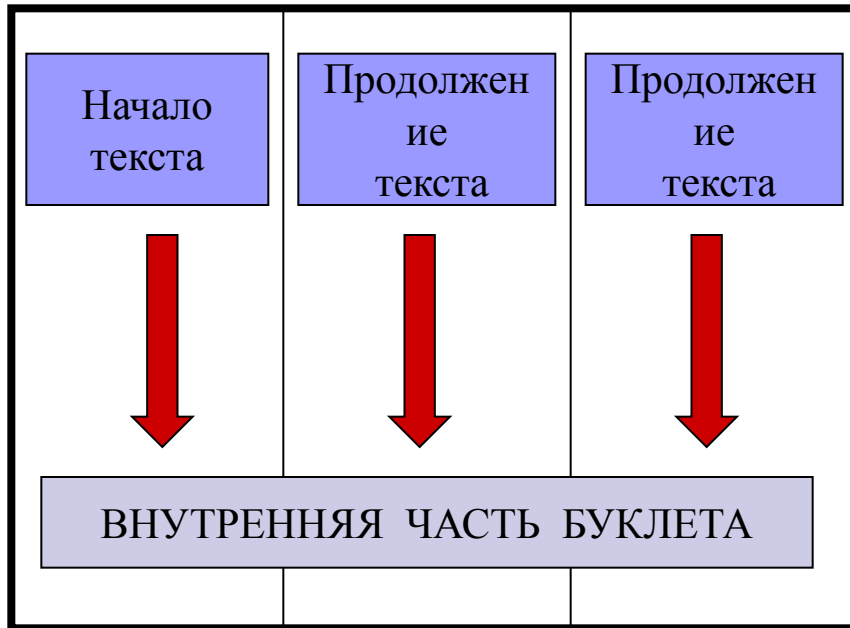 Начало
текста
Продолжен
ие
текста
Продолжен
ие
текста
ВНУТРЕННЯЯ ЧАСТЬ БУКЛЕТА